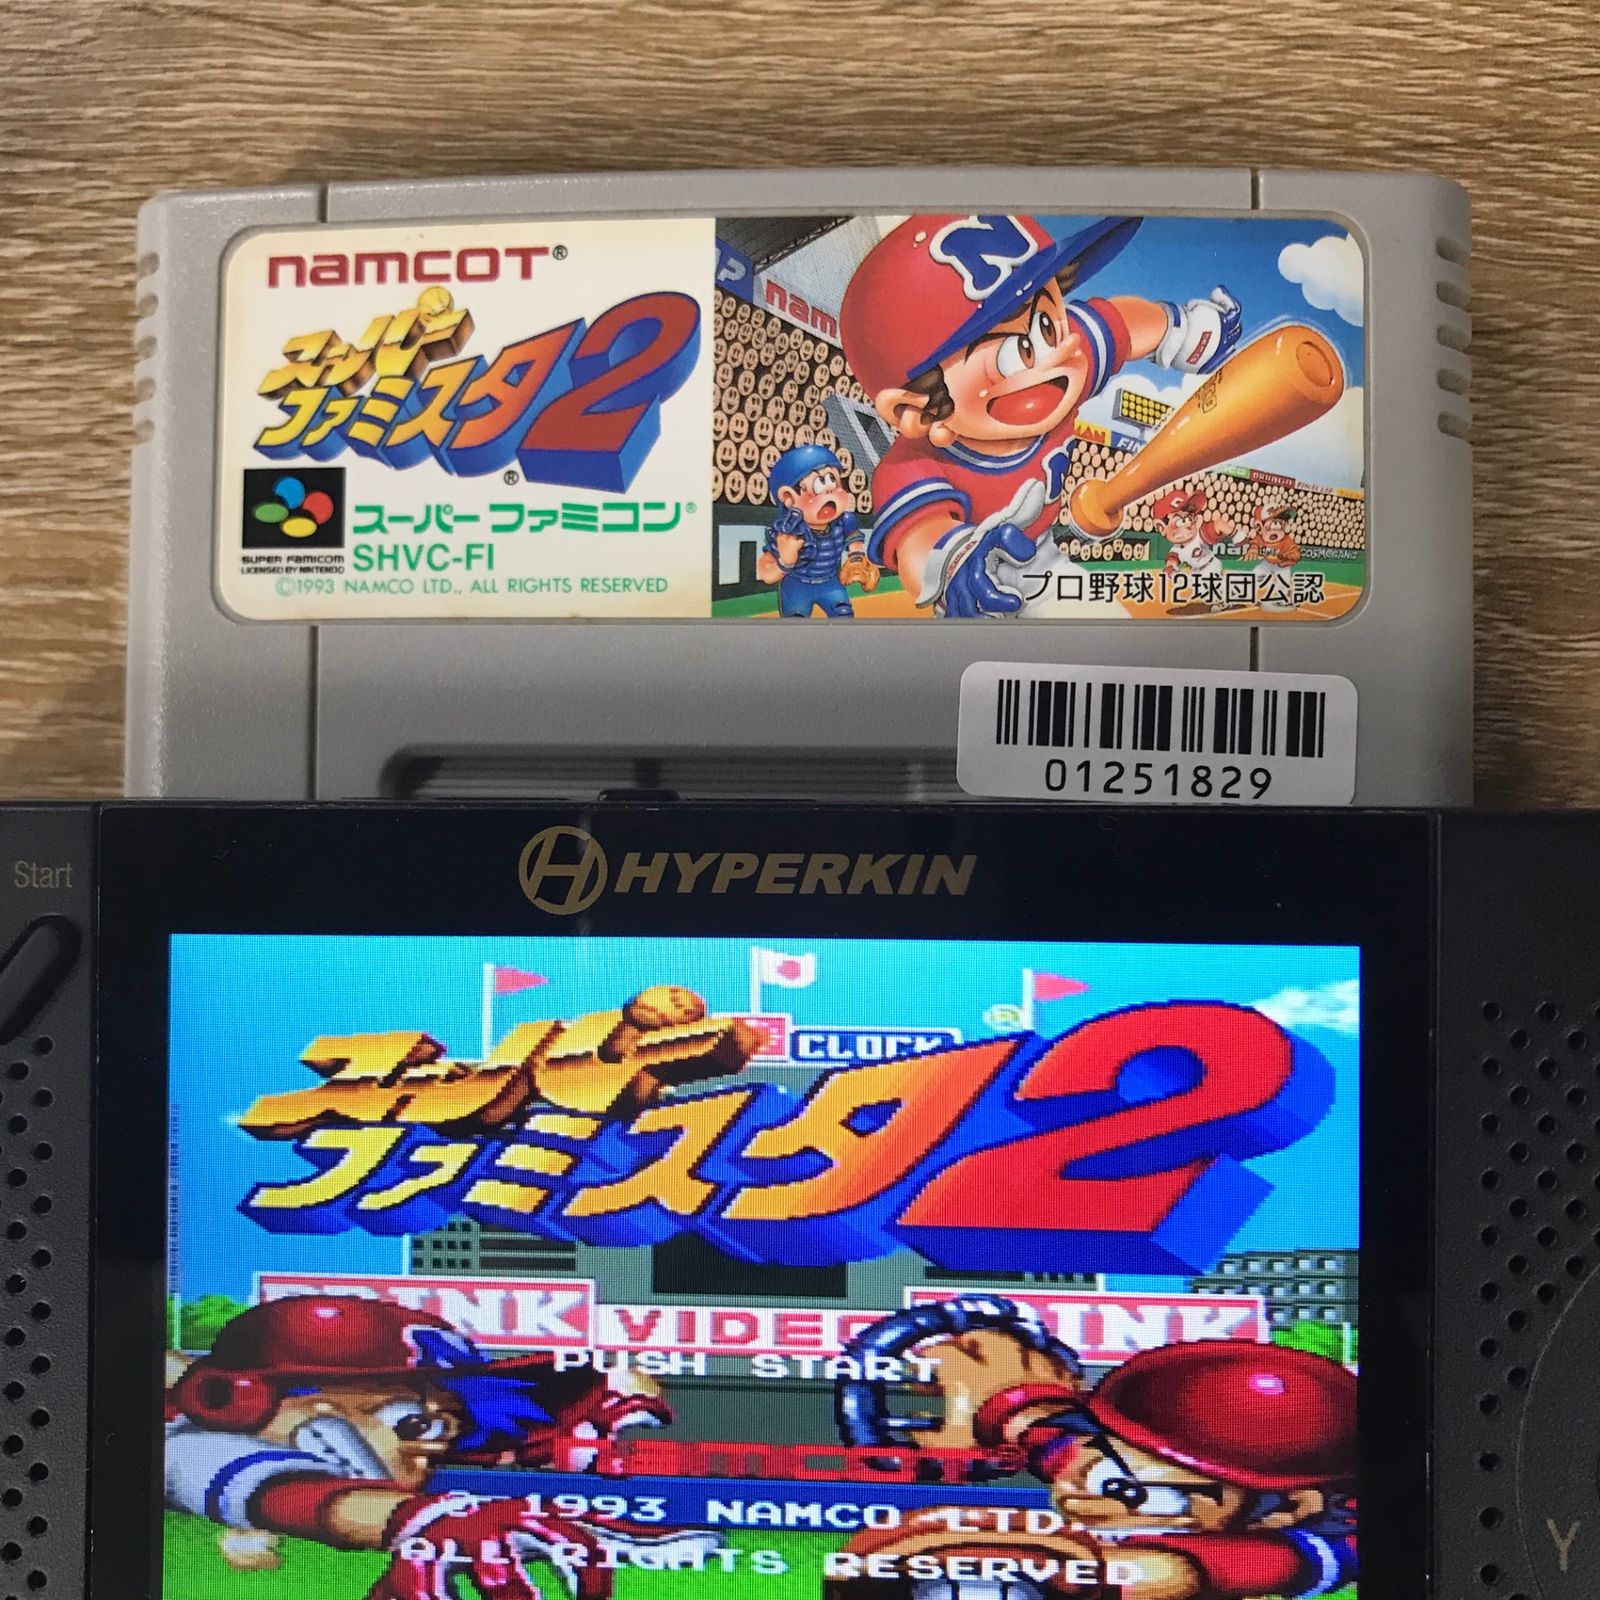 namcoT®
スーパー
ファミスタ2®
スーパーファミコン®
SUPER FAMICOM
LICENSED BY NINTENDO
SHVC-FI
©1993 NAMCO LTD., ALL RIGHTS RESERVED
N
nam
プロ野球12球団公認
01251829
Start
HYPERKIN
CLOCK
スーパー
ファミスタ2
VIDEO
PUSH START
namcoT
© 1993 NAMCO LTD.
ALL RIGHTS RESERVED
Y